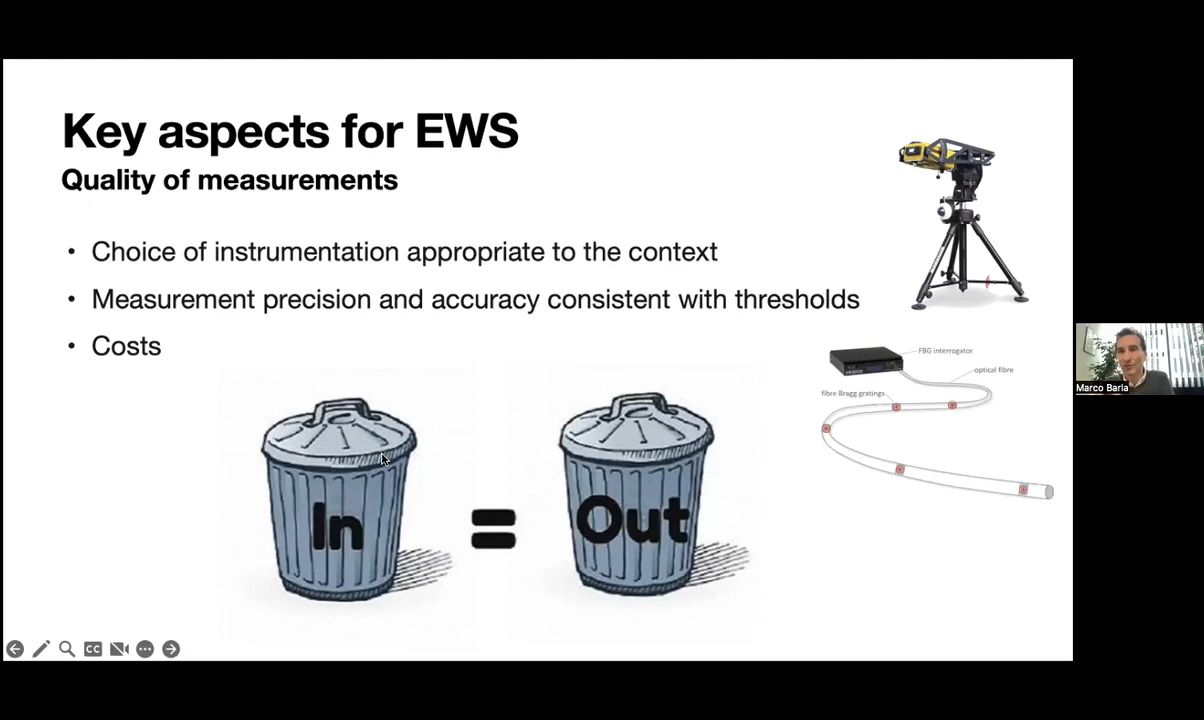 Key aspects for EWS
Quality of measurements
• Choice of instrumentation appropriate to the context
• Measurement precision and accuracy consistent with thresholds
• Costs
FBG interrogator
optical fibre
fibre Bragg gratings
In = Out
Marco Barla
CC